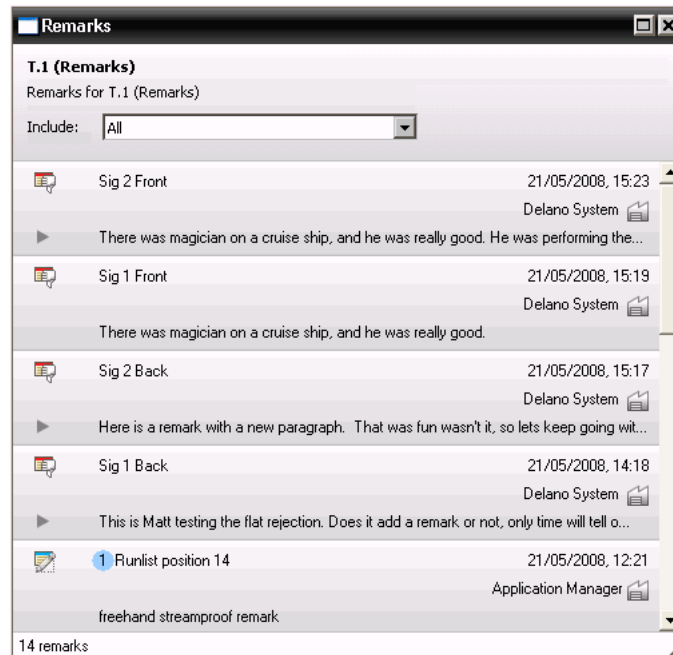 Remarks
T.1 (Remarks)
Remarks for T.1 (Remarks)
Include: All
Sig 2 Front 21/05/2008, 15:23
Delano System
There was magician on a cruise ship, and he was really good. He was performing the...
Sig 1 Front 21/05/2008, 15:19
Delano System
There was magician on a cruise ship, and he was really good.
Sig 2 Back 21/05/2008, 15:17
Delano System
Here is a remark with a new paragraph.  That was fun wasn't it, so lets keep going wit...
Sig 1 Back 21/05/2008, 14:18
Delano System
This is Matt testing the flat rejection. Does it add a remark or not, only time will tell o...
1 Runlist position 14 21/05/2008, 12:21
Application Manager
freehand streamproof remark
14 remarks